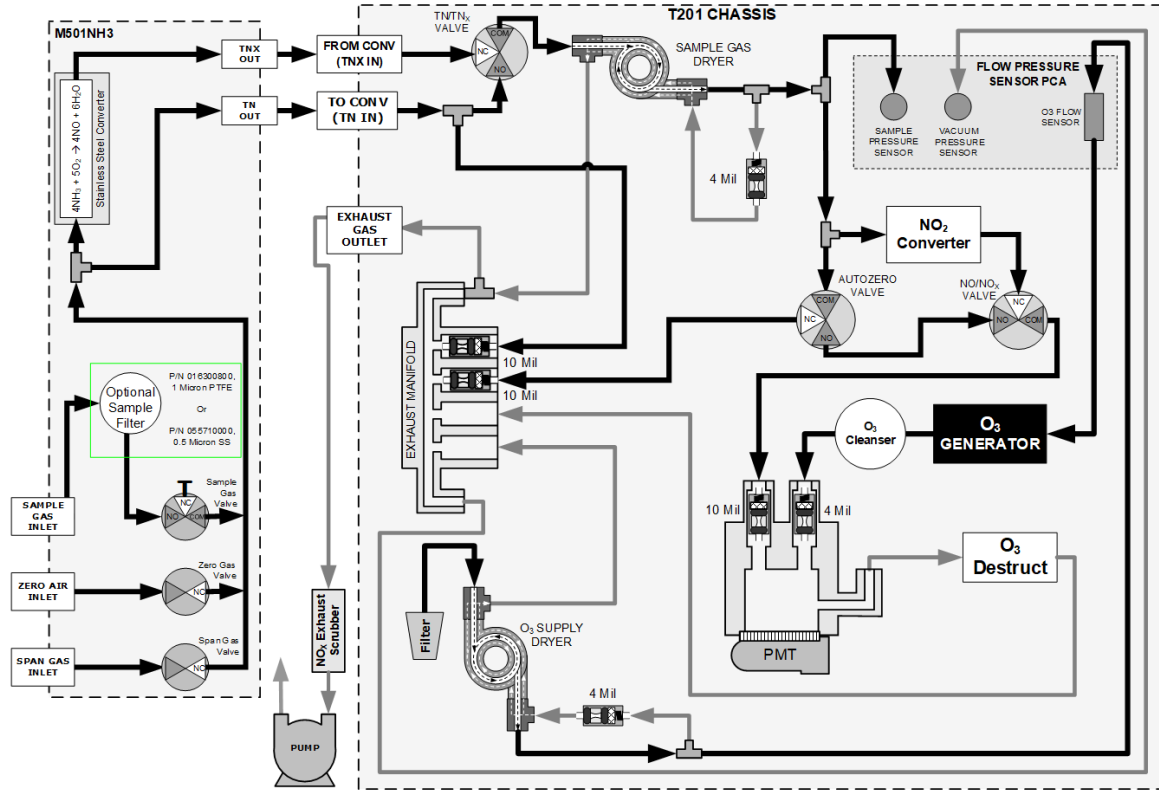 M501NH3
T201 CHASSIS
TNX
OUT
FROM CONV
(TNX IN)
TN/TNX
VALVE
COM
NC
NO
SAMPLE GAS
DRYER
FLOW PRESSURE
SENSOR PCA
SAMPLE
PRESSURE
SENSOR
VACUUM
PRESSURE
SENSOR
O3 FLOW
SENSOR
4NH₃ + 5O₂ → 4NO + 6H₂O
Stainless Steel Converter
TN
OUT
TO CONV
(TN IN)
4 Mil
EXHAUST
GAS
OUTLET
NO₂
Converter
AUTOZERO
VALVE
COM
NC
NO
NO/NOX
VALVE
NC
NO
COM
EXHAUST MANIFOLD
10 Mil
10 Mil
Optional
Sample
Filter
P/N 016300800,
1 Micron PTFE
Or
P/N 055710000,
0.5 Micron SS
O₃
Cleanser
O₃
GENERATOR
SAMPLE
GAS
INLET
Sample
Gas
Valve
NC
NO
COM
10 Mil
4 Mil
O₃
Destruct
ZERO AIR
INLET
Zero Gas
Valve
NC
SPAN GAS
INLET
Span Gas
Valve
NC
NOX Exhaust
Scrubber
Filter
O₃ SUPPLY
DRYER
PMT
4 Mil
PUMP